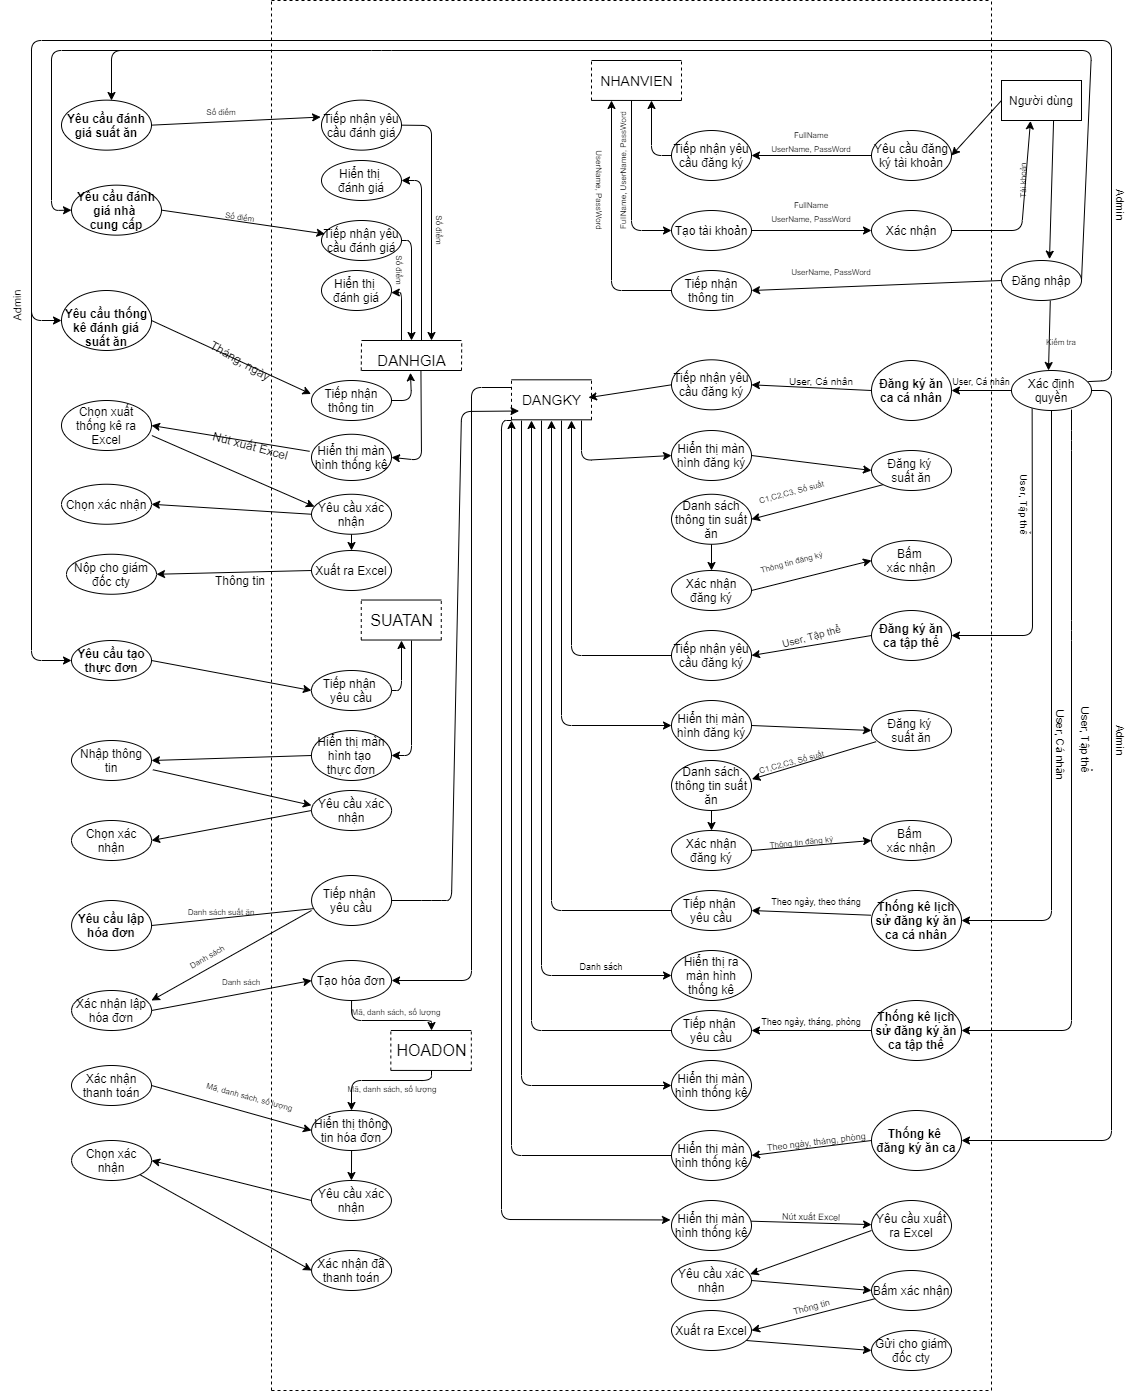 NHANVIEN
Người dùng
Yêu cầu đánh
giá suất ăn
Số điểm
Tiếp nhận yêu
cầu đánh giá
Tiếp nhận yêu
cầu đăng ký
FullName
UserName, PassWord
Yêu cầu đăng
ký tài khoản
UserName, PassWord
FullName, UserName, PassWord
Tài khoản
Admin
Hiển thị
đánh giá
Yêu cầu đánh
giá nhà
cung cấp
Số điểm
Tiếp nhận yêu
cầu đánh giá
Số điểm
Số điểm
Tạo tài khoản
FullName
UserName, PassWord
Xác nhận
Hiển thị
đánh giá
Tiếp nhận
thông tin
UserName, PassWord
Đăng nhập
Admin
Yêu cầu thống
kê đánh giá
suất ăn
Tháng, ngày
DANHGIA
Kiểm tra
Tiếp nhận
thông tin
DANGKY
Tiếp nhận yêu
cầu đăng ký
User, Cá nhân
Đăng ký ăn
ca cá nhân
User, Cá nhân
Xác định
quyền
Chọn xuất
thống kê ra
Excel
Nút xuất Excel
Hiển thị màn
hình thống kê
Hiển thị màn
hình đăng ký
Đăng ký
suất ăn
C1,C2,C3, Số suất
User, Tập thể
Chọn xác nhận
Yêu cầu xác
nhận
Danh sách
thông tin suất
ăn
Nộp cho giám
đốc cty
Thông tin
Xuất ra Excel
Xác nhận
đăng ký
Thông tin đăng ký
Bấm
xác nhận
SUATAN
Yêu cầu tạo
thực đơn
Tiếp nhận
yêu cầu
Tiếp nhận yêu
cầu đăng ký
User, Tập thể
Đăng ký ăn
ca tập thể
Nhập thông
tin
Hiển thị màn
hình tạo
thực đơn
Hiển thị màn
hình đăng ký
Đăng ký
suất ăn
C1,C2,C3, Số suất
User, Cá nhân
User, Tập thể
Admin
Yêu cầu xác
nhận
Danh sách
thông tin suất
ăn
Chọn xác
nhận
Xác nhận
đăng ký
Thông tin đăng ký
Bấm
xác nhận
Yêu cầu lập
hóa đơn
Danh sách suất ăn
Tiếp nhận
yêu cầu
Tiếp nhận
yêu cầu
Theo ngày, theo tháng
Thống kê lịch
sử đăng ký ăn
ca cá nhân
Danh sách
Xác nhận lập
hóa đơn
Danh sách
Tạo hóa đơn
Danh sách
Hiển thị ra
màn hình
thống kê
Mã, danh sách, số lượng
HOADON
Tiếp nhận
yêu cầu
Theo ngày, tháng, phòng
Thống kê lịch
sử đăng ký ăn
ca tập thể
Xác nhận
thanh toán
Mã, danh sách, số lượng
Mã, danh sách, số lượng
Hiển thị thông
tin hóa đơn
Hiển thị màn
hình thống kê
Hiển thị màn
hình thống kê
Theo ngày, tháng, phòng
Thống kê
đăng ký ăn ca
Chọn xác
nhận
Yêu cầu xác
nhận
Hiển thị màn
hình thống kê
Nút xuất Excel
Yêu cầu xuất
ra Excel
Xác nhận đã
thanh toán
Yêu cầu xác
nhận
Bấm xác nhận
Thông tin
Xuất ra Excel
Gửi cho giám
đốc cty